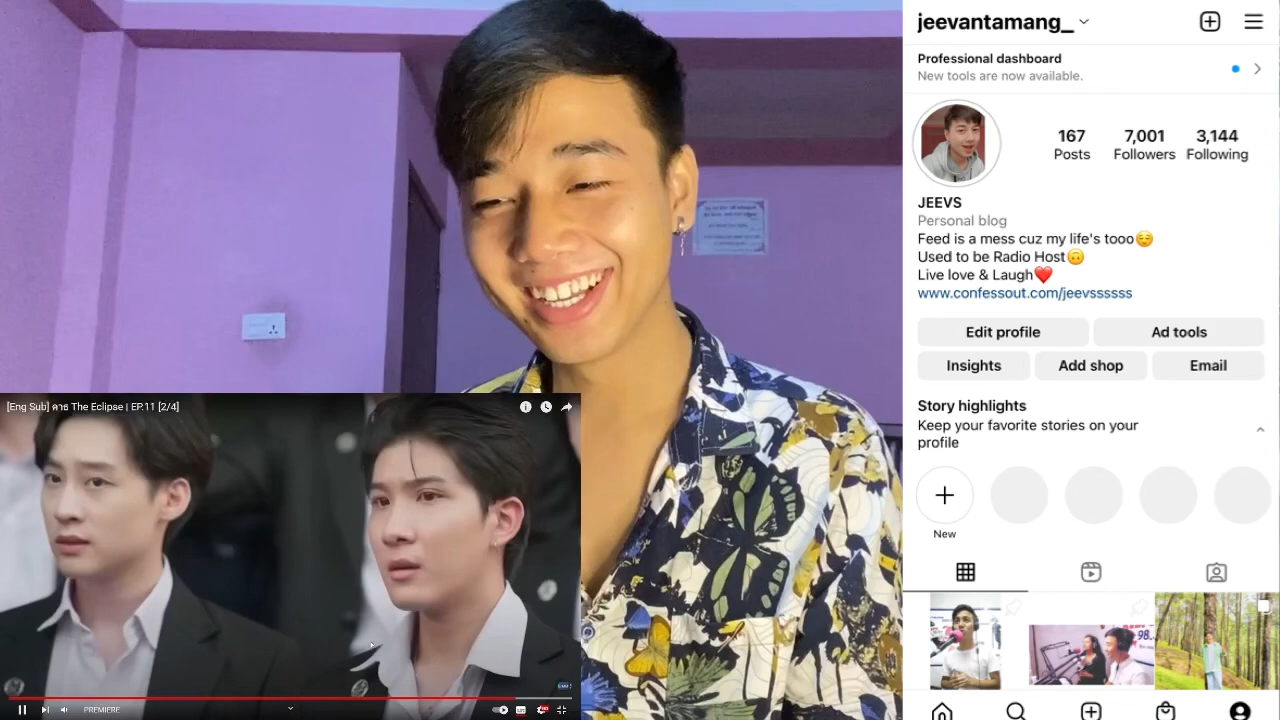 jeevantamang_
Professional dashboard
New tools are now available.
167 7,001 3,144
Posts Followers Following
JEEVS
Personal blog
Feed is a mess cuz my life's tooo😌
Used to be Radio Host🙃
Live love & Laugh❤️
www.confessout.com/jeevssssss
Edit profile Ad tools
Insights Add shop Email
Story highlights
Keep your favorite stories on your
profile
New
[Eng Sub] คาธ The Eclipse | EP.11 [2/4]
PREMIERE
98.